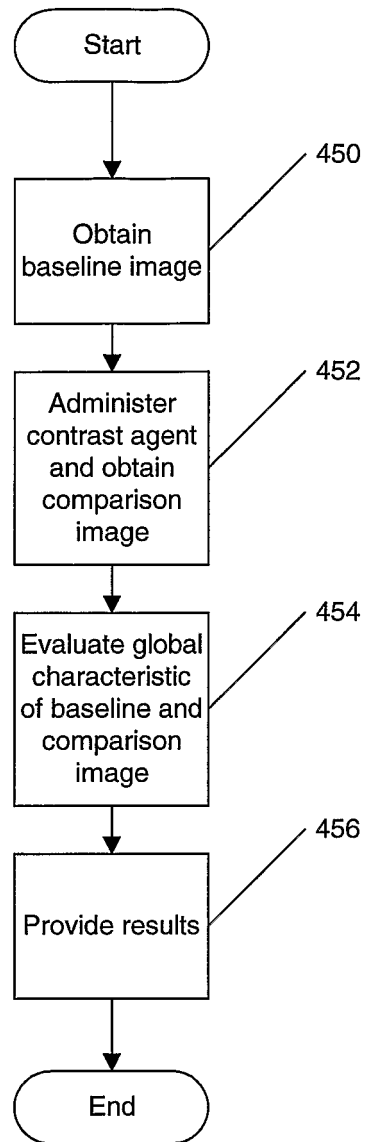 Start
450
Obtain
baseline image
452
Administer
contrast agent
and obtain
comparison
image
454
Evaluate global
characteristic
of baseline and
comparison
image
456
Provide results
End